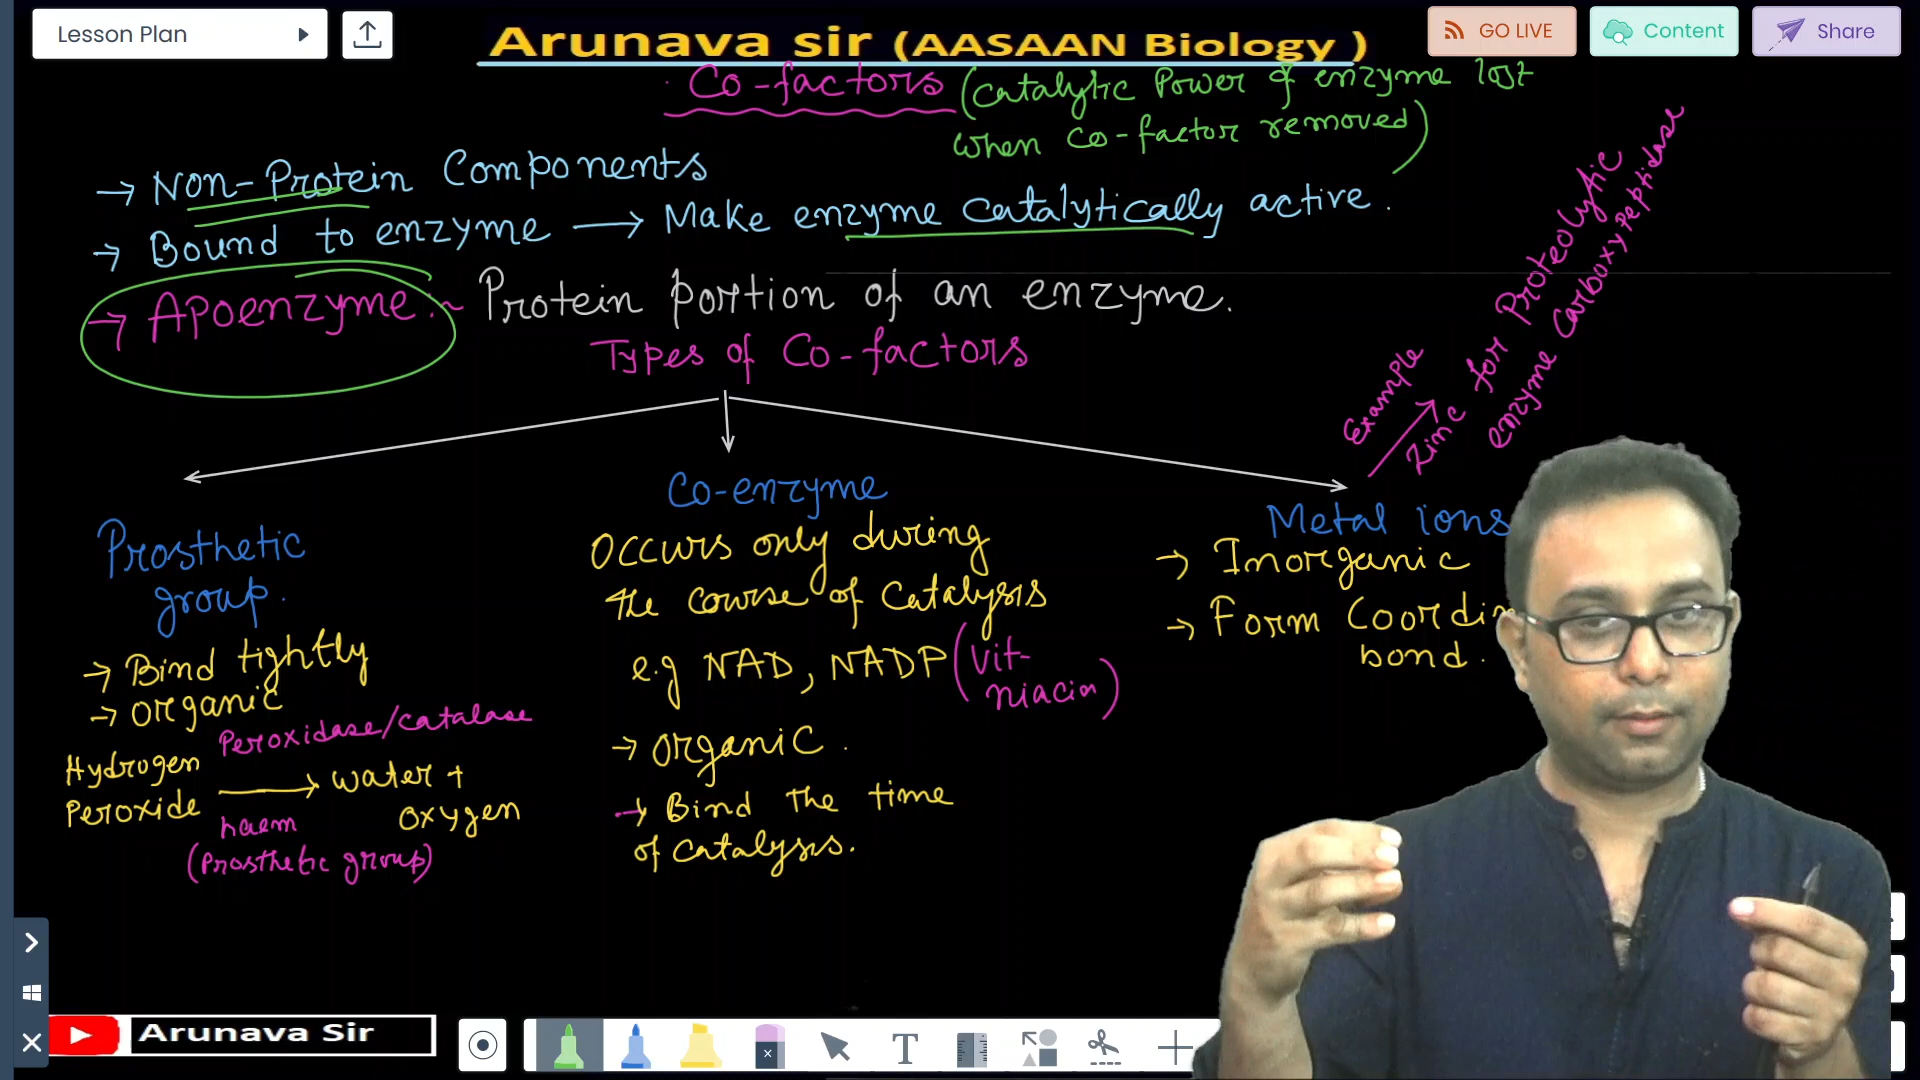 Lesson Plan
Arunava sir (AASAAN Biology )
GO LIVE
Content
Share
Co-factors (Catalytic Power of enzyme lost
when Co-factor removed)
→ Non-Protein Components
→ Bound to enzyme → Make enzyme catalytically active.
→ Apoenzyme :~ Protein portion of an enzyme.
Types of Co-factors
Example
Zinc for Proteolytic
enzyme Carboxypeptidase
Prosthetic
group.
→ Bind tightly
→ organic
Hydrogen
Peroxide
Peroxidase/catalase
→ water +
oxygen
haem
(Prosthetic group)
Co-enzyme
Occurs only during
the course of Catalysis
e.g NAD, NADP (vit-
niacin)
→ organic.
→ Bind the time
of catalysis.
Metal ions
→ Inorganic
→ Form Coordin
bond.
Arunava Sir
T